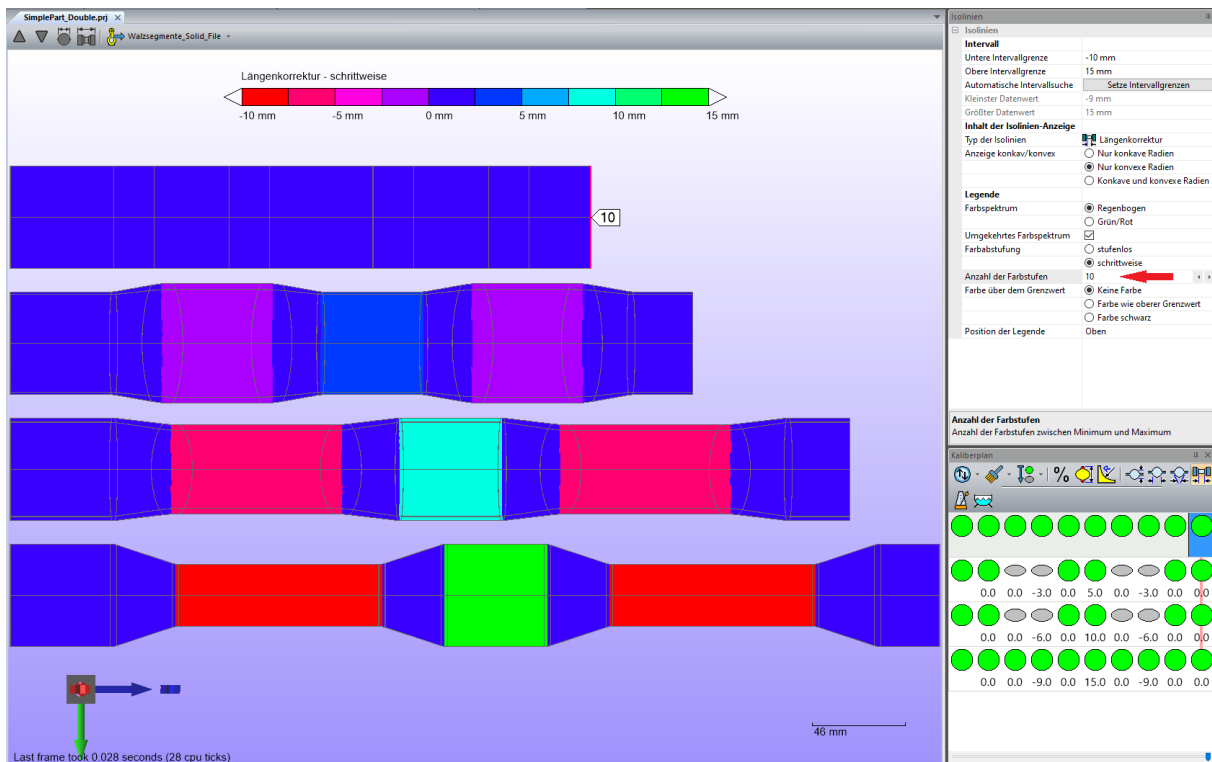 SimplePart_Double.prj ×
Walzsegmente_Solid_File
Längenkorrektur - schrittweise
-10 mm -5 mm 0 mm 5 mm 10 mm 15 mm
10
46 mm
Last frame took 0.028 seconds (28 cpu ticks)
Isolinien
Isolinien
Intervall
Untere Intervallgrenze -10 mm
Obere Intervallgrenze 15 mm
Automatische Intervallsuche Setze Intervallgrenzen
Kleinster Datenwert -9 mm
Größter Datenwert 15 mm
Inhalt der Isolinien-Anzeige
Typ der Isolinien Längenkorrektur
Anzeige konkav/konvex Nur konkave Radien
Nur konvexe Radien
Konkave und konvexe Radien
Legende
Farbspektrum Regenbogen
Grün/Rot
Umgekehrtes Farbspektrum
Farbabstufung stufenlos
schrittweise
Anzahl der Farbstufen 10
Farbe über dem Grenzwert Keine Farbe
Farbe wie oberer Grenzwert
Farbe schwarz
Position der Legende Oben
Anzahl der Farbstufen
Anzahl der Farbstufen zwischen Minimum und Maximum
Kaliberplan
%
0.0 0.0 -3.0 0.0 5.0 0.0 -3.0 0.0 0.0
0.0 0.0 -6.0 0.0 10.0 0.0 -6.0 0.0 0.0
0.0 0.0 -9.0 0.0 15.0 0.0 -9.0 0.0 0.0